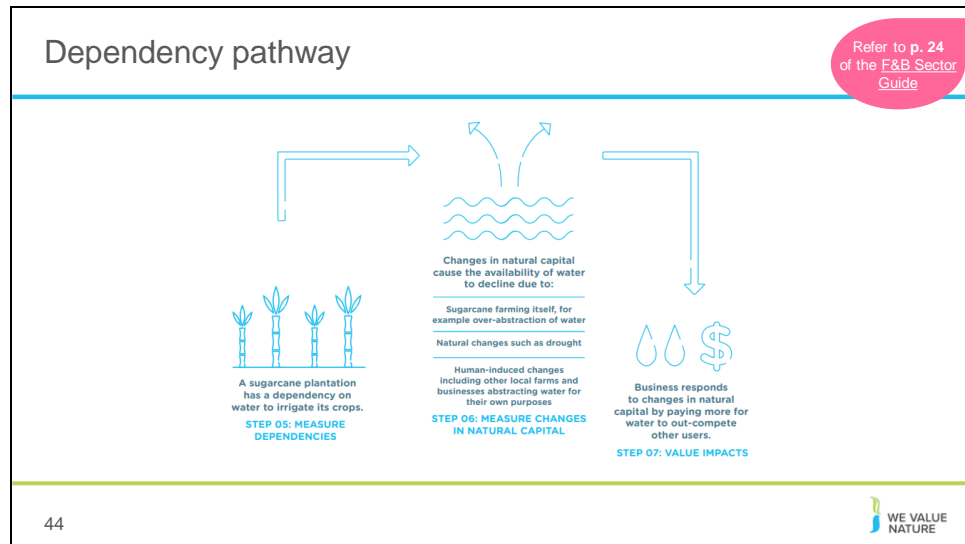 Dependency pathway
Refer to p. 24
of the F&B Sector
Guide
A sugarcane plantation
has a dependency on
water to irrigate its crops.
STEP 05: MEASURE
DEPENDENCIES
Changes in natural capital
cause the availability of water
to decline due to:
Sugarcane farming itself, for
example over-abstraction of water
Natural changes such as drought
Human-induced changes
including other local farms and
businesses abstracting water for
their own purposes
STEP 06: MEASURE CHANGES
IN NATURAL CAPITAL
$
Business responds
to changes in natural
capital by paying more for
water to out-compete
other users.
STEP 07: VALUE IMPACTS
44
WE VALUE
NATURE